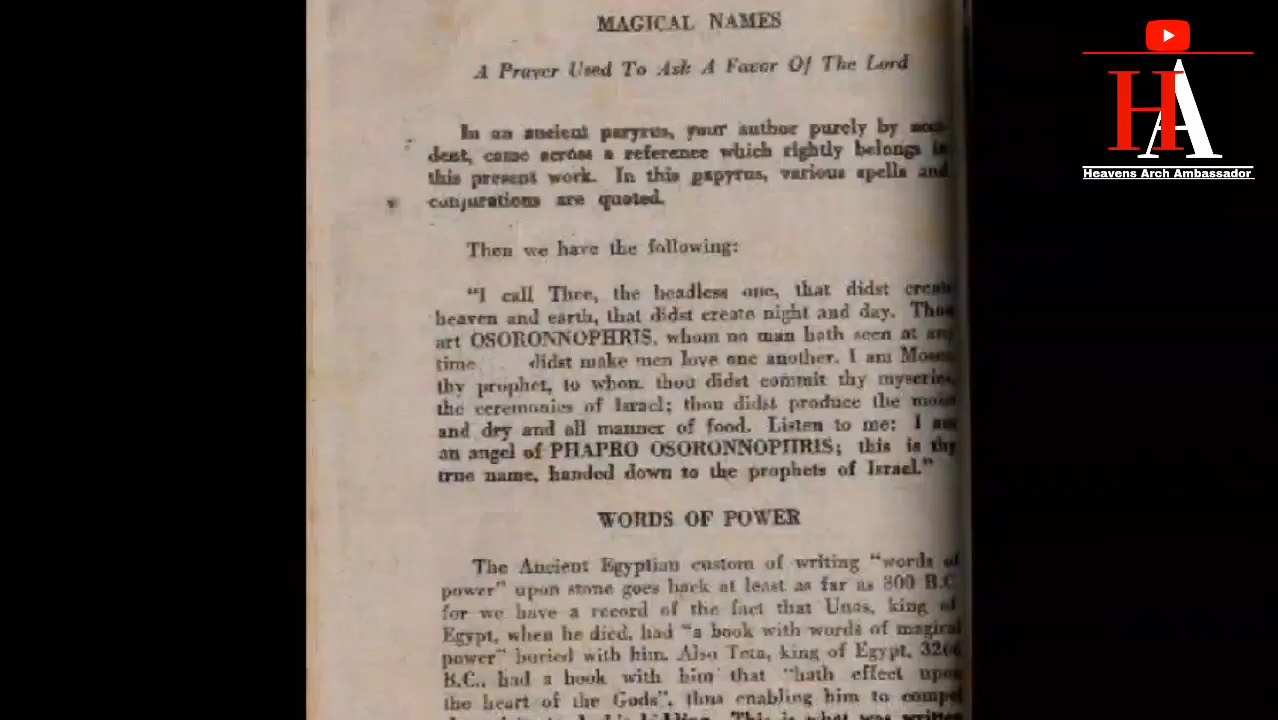 MAGICAL NAMES
A Prayer Used To Ask A Favor Of The Lord
In an ancient papyrus, your author purely by acci-
dent, came across a reference which rightly belongs in
this present work. In this papyrus, various spells and
conjurations are quoted.
Then we have the following:
"I call Thee, the headless one, that didst create
heaven and earth, that didst create night and day. Thou
art OSORONNOPHRIS, whom no man hath seen at any
time didst make men love one another. I am Moses,
thy prophet, to whom thou didst commit thy mysteries,
the ceremonies of Israel; thou didst produce the moist
and dry and all manner of food. Listen to me: I am
an angel of PHAPRO OSORONNOPHRIS; this is thy
true name, handed down to the prophets of Israel."
WORDS OF POWER
The Ancient Egyptian custom of writing "words of
power" upon stone goes back at least as far as 800 B.C.
for we have a record of the fact that Unas, king of
Egypt, when he died, had "a book with words of magical
power" buried with him. Also Teta, king of Egypt, 3266
B.C., had a book with him that "hath effect upon
the heart of the Gods", thus enabling him to compel
This is what was written
HA
Heavens Arch Ambassador